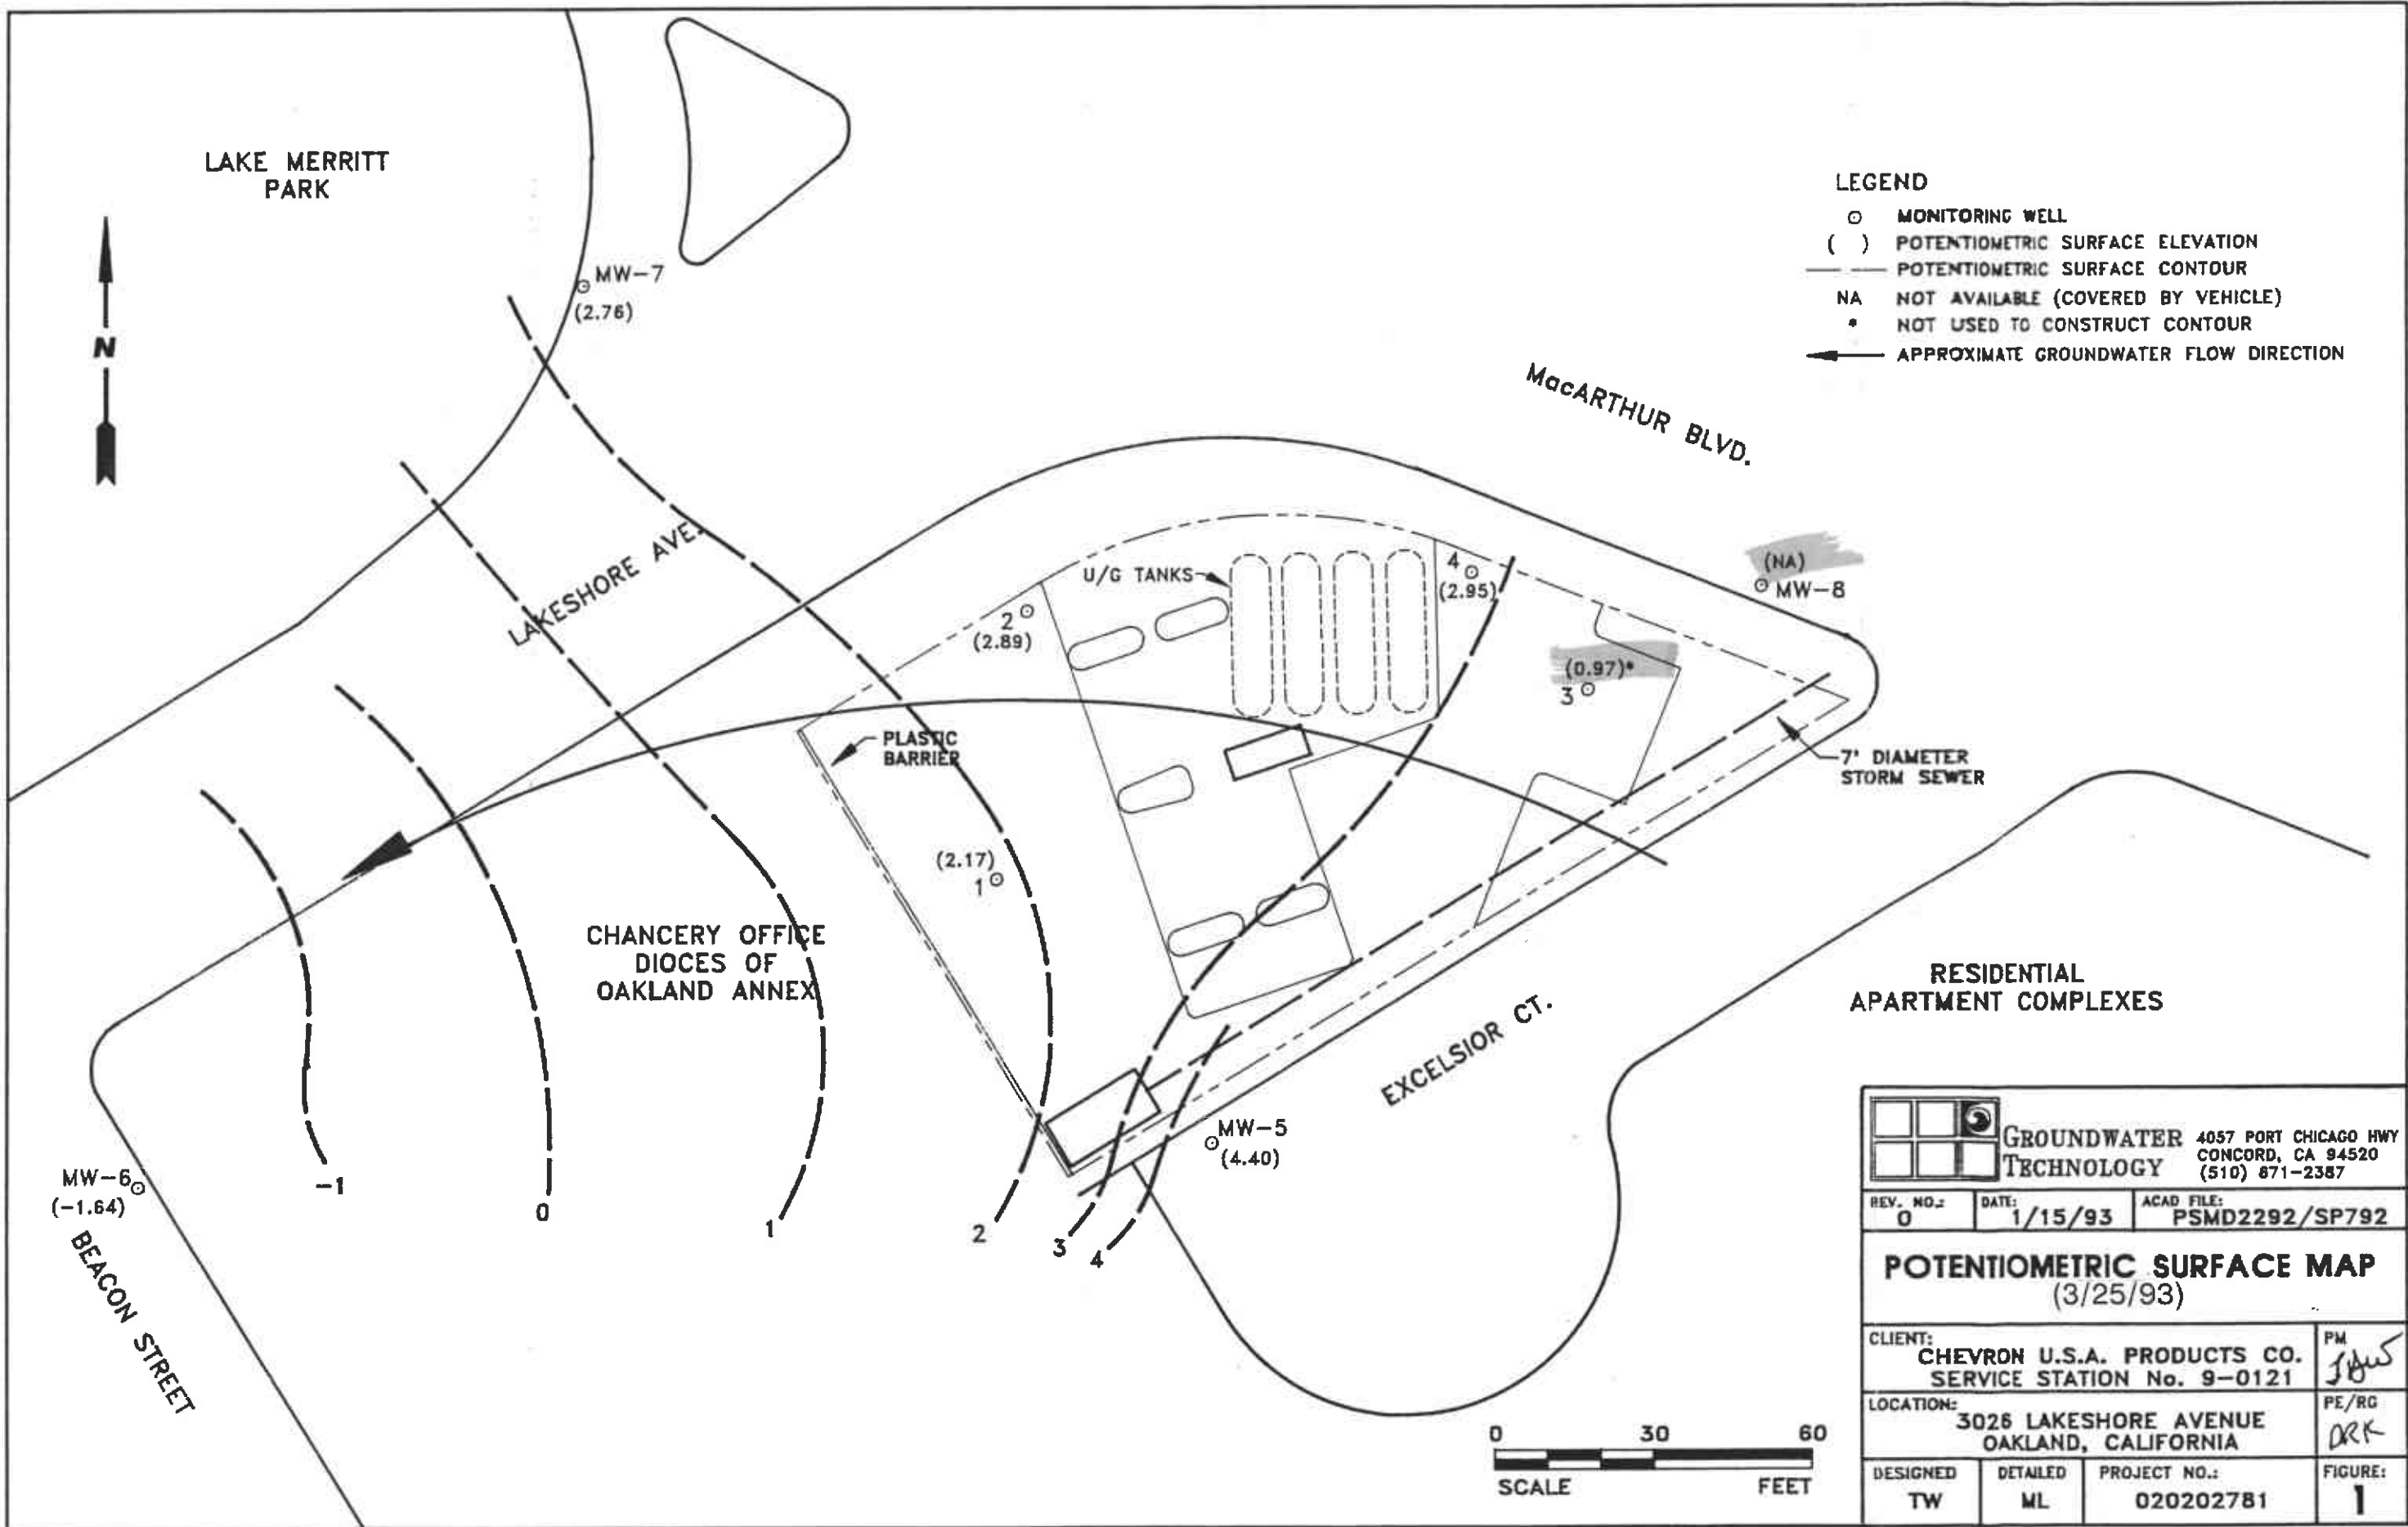 LAKE MERRITT
PARK
N
MW-7
(2.76)
LEGEND
MONITORING WELL
( ) POTENTIOMETRIC SURFACE ELEVATION
POTENTIOMETRIC SURFACE CONTOUR
NA NOT AVAILABLE (COVERED BY VEHICLE)
* NOT USED TO CONSTRUCT CONTOUR
APPROXIMATE GROUNDWATER FLOW DIRECTION
MacARTHUR BLVD.
LAKESHORE AVE.
U/G TANKS
4
(2.95)
(NA)
MW-8
2
(2.89)
(0.97)*
3
PLASTIC
BARRIER
7' DIAMETER
STORM SEWER
(2.17)
1
CHANCERY OFFICE
DIOCES OF
OAKLAND ANNEX
RESIDENTIAL
APARTMENT COMPLEXES
EXCELSIOR CT.
MW-5
(4.40)
MW-6
(-1.64)
-1
0
1
2
3
4
BEACON STREET
0 30 60
SCALE FEET
GROUNDWATER
TECHNOLOGY
4057 PORT CHICAGO HWY
CONCORD, CA 94520
(510) 671-2387
REV. NO.: DATE: ACAD FILE:
0 1/15/93 PSMD2292/SP792
POTENTIOMETRIC SURFACE MAP
(3/25/93)
CLIENT: PM
CHEVRON U.S.A. PRODUCTS CO.
SERVICE STATION No. 9-0121
LOCATION: PE/RG
3026 LAKESHORE AVENUE
OAKLAND, CALIFORNIA
DRK
DESIGNED DETAILED PROJECT NO.: FIGURE:
TW ML 020202781 1